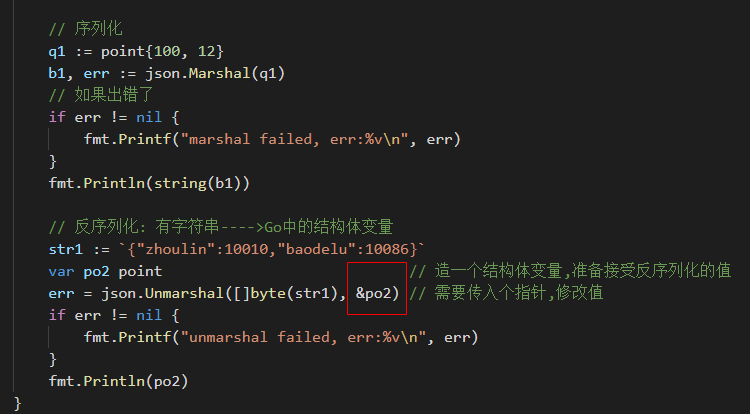 // 序列化
q1 := point{100, 12}
b1, err := json.Marshal(q1)
// 如果出错了
if err != nil {
fmt.Printf("marshal failed, err:%v\n", err)
}
fmt.Println(string(b1))
// 反序列化: 有字符串---->Go中的结构体变量
str1 := `{"zhoulin":10010,"baodelu":10086}`
var po2 point // 造一个结构体变量,准备接受反序列化的值
err = json.Unmarshal([]byte(str1), &po2) // 需要传入个指针,修改值
if err != nil {
fmt.Printf("unmarshal failed, err:%v\n", err)
}
fmt.Println(po2)
}